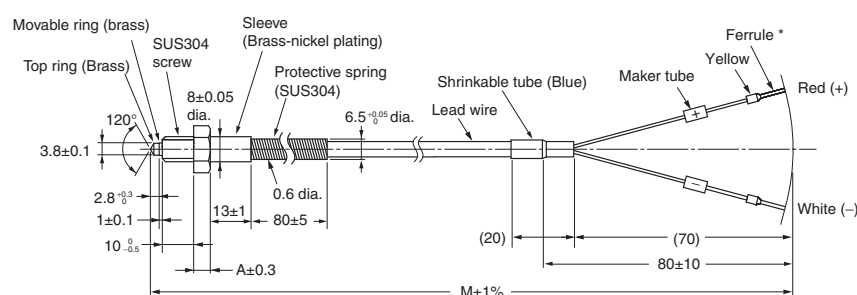 Movable ring (brass)
SUS304
screw
Top ring (Brass)
Sleeve
(Brass-nickel plating)
Protective spring
(SUS304)
8±0.05
dia.
6.5 +0.05 0 dia.
Shrinkable tube (Blue)
Lead wire
Maker tube
Yellow
Ferrule *
Red (+)
120°
3.8±0.1
+
−
0.6 dia.
2.8 +0.3 0
1±0.1
13±1
80±5
10 0 −0.5
A±0.3
(20)
(70)
White (−)
80±10
M±1%